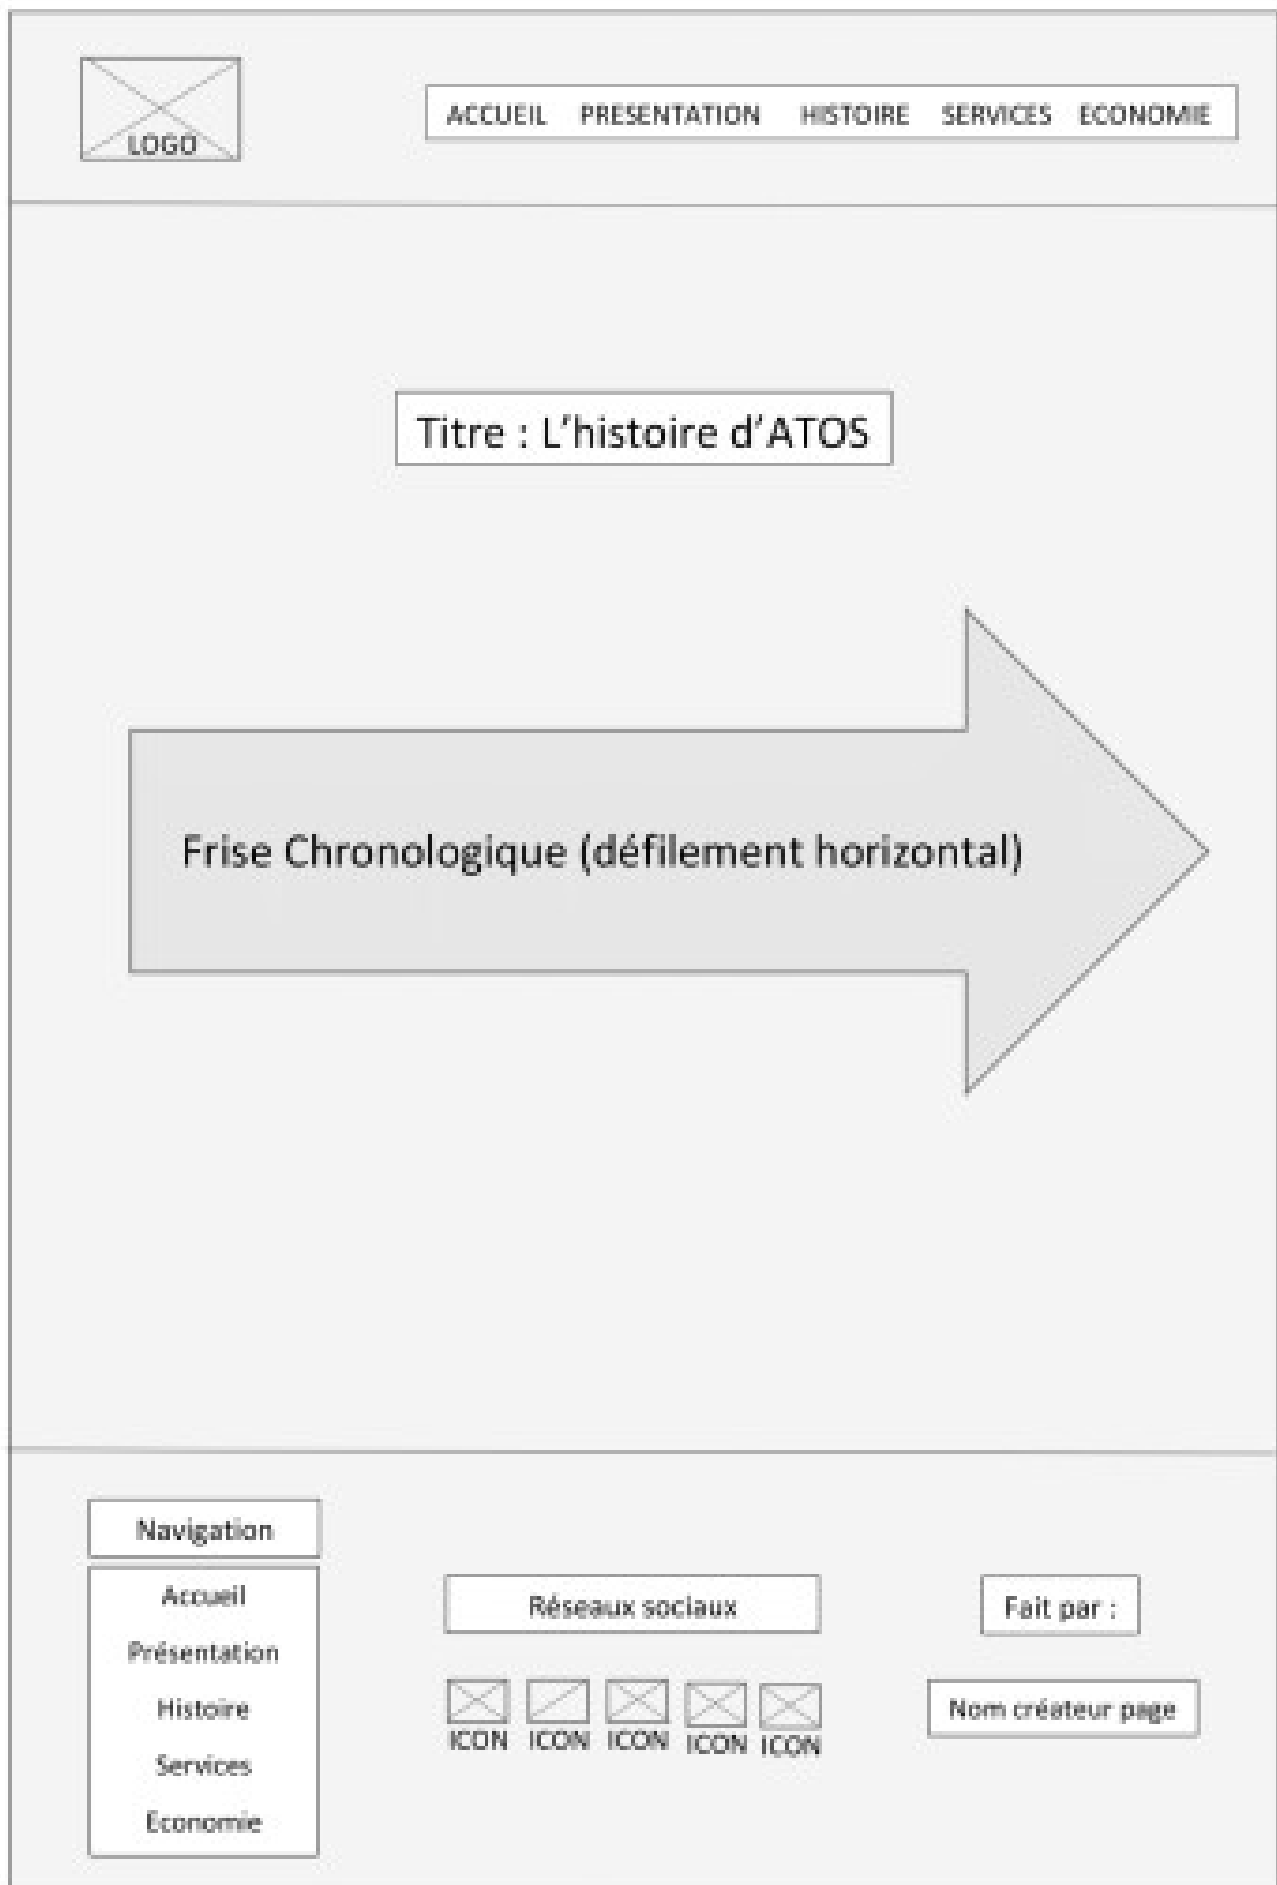 LOGO
ACCUEIL PRESENTATION HISTOIRE SERVICES ECONOMIE
Titre : L'histoire d'ATOS
Frise Chronologique (défilement horizontal)
Navigation
Accueil
Présentation
Histoire
Services
Economie
Réseaux sociaux
ICON ICON ICON ICON ICON
Fait par :
Nom créateur page